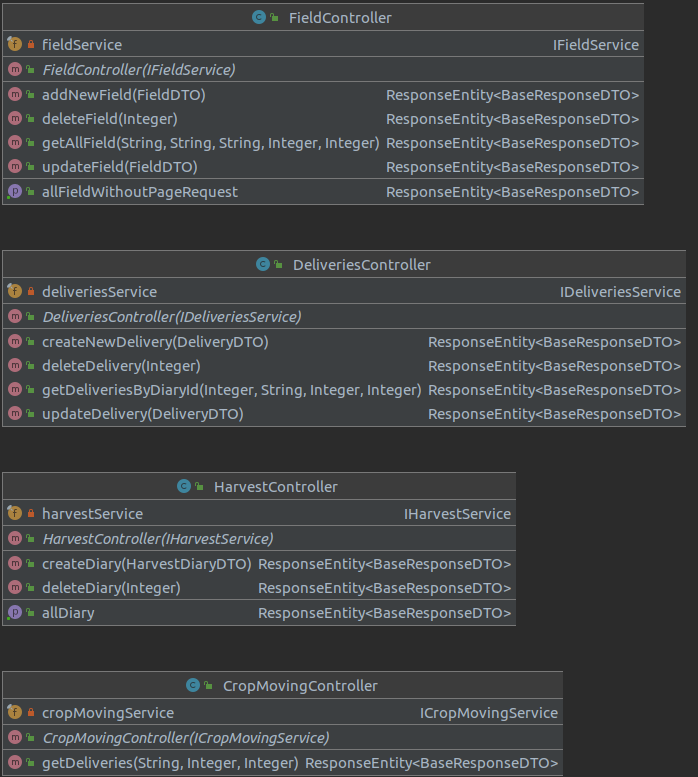 FieldController
fieldService IFieldService
FieldController(IFieldService)
addNewField(FieldDTO) ResponseEntity<BaseResponseDTO>
deleteField(Integer) ResponseEntity<BaseResponseDTO>
getAllField(String, String, String, Integer, Integer) ResponseEntity<BaseResponseDTO>
updateField(FieldDTO) ResponseEntity<BaseResponseDTO>
allFieldWithoutPageRequest ResponseEntity<BaseResponseDTO>
DeliveriesController
deliveriesService IDeliveriesService
DeliveriesController(IDeliveriesService)
createNewDelivery(DeliveryDTO) ResponseEntity<BaseResponseDTO>
deleteDelivery(Integer) ResponseEntity<BaseResponseDTO>
getDeliveriesByDiaryId(Integer, String, Integer, Integer) ResponseEntity<BaseResponseDTO>
updateDelivery(DeliveryDTO) ResponseEntity<BaseResponseDTO>
HarvestController
harvestService IHarvestService
HarvestController(IHarvestService)
createDiary(HarvestDiaryDTO) ResponseEntity<BaseResponseDTO>
deleteDiary(Integer) ResponseEntity<BaseResponseDTO>
allDiary ResponseEntity<BaseResponseDTO>
CropMovingController
cropMovingService ICropMovingService
CropMovingController(ICropMovingService)
getDeliveries(String, Integer, Integer) ResponseEntity<BaseResponseDTO>